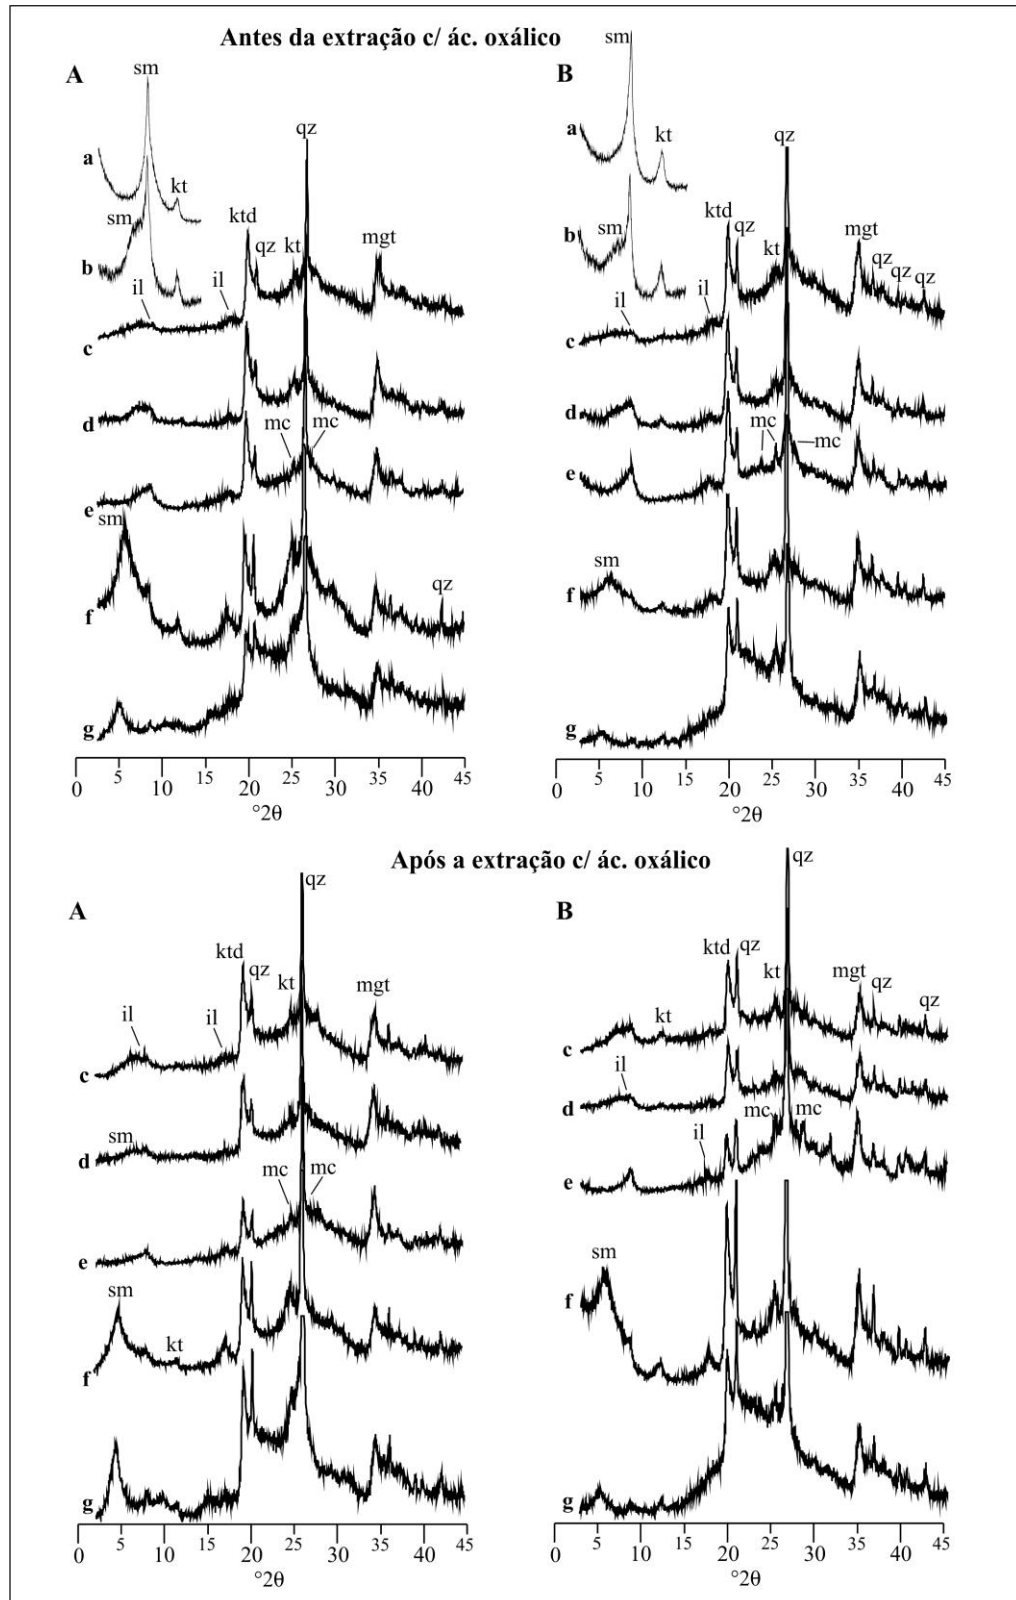 Antes da extração c/ ác. oxálico
A
sm
a
kt
sm
b
il
il
c
ktd
qz
kt
qz
mgt
d
mc
mc
e
sm
f
qz
g
0 5 10 15 20 25 30 35 40 45
°2θ
B
sm
a
kt
b
sm
il
il
c
ktd
qz
kt
qz
mgt
qz
qz
qz
d
mc
mc
e
sm
f
g
0 5 10 15 20 25 30 35 40 45
°2θ
Após a extração c/ ác. oxálico
A
qz
ktd
qz
kt
mgt
il
il
c
sm
d
mc
mc
e
sm
kt
f
g
0 5 10 15 20 25 30 35 40 45
°2θ
B
qz
ktd
qz
kt
mgt
qz
qz
kt
c
il
d
mc
mc
il
e
sm
f
g
0 5 10 15 20 25 30 35 40 45
°2θ